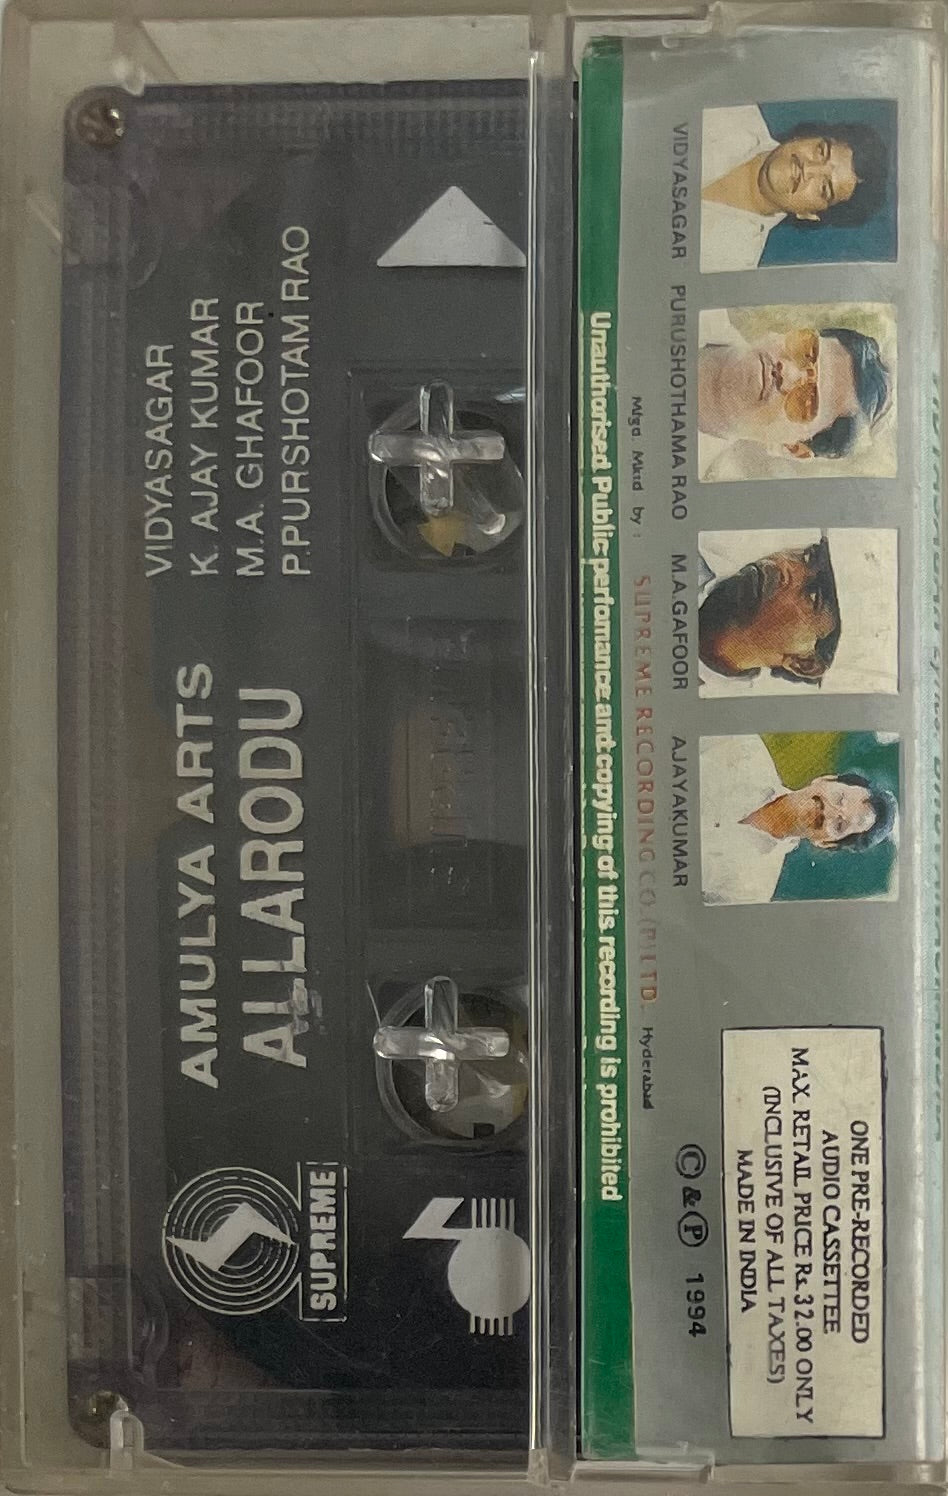 AMULYA ARTS
ALLARODU
VIDYASAGAR
K. AJAY KUMAR
M.A. GHAFOOR
P.PURSHOTAM RAO
SUPREME
VIDYASAGAR
PURUSHOTHAMA RAO
M.A.GAFOOR
AJAYAKUMAR
Mfgd. Mktd by : SUPREME RECORDING CO.(P) LTD. Hyderabad
Unauthorised Public perfomance and copying of this recording is prohibited
© & ℗ 1994
ONE PRE-RECORDED
AUDIO CASSETTEE
MAX. RETAIL PRICE Rs.32.00 ONLY
(INCLUSIVE OF ALL TAXES)
MADE IN INDIA